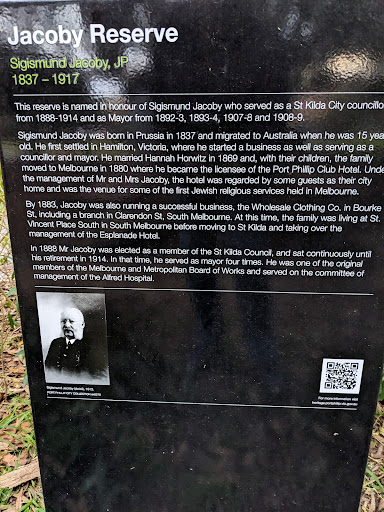 Jacoby Reserve
Sigismund Jacoby, JP
1837 – 1917
This reserve is named in honour of Sigismund Jacoby who served as a St Kilda City councillo
from 1888-1914 and as Mayor from 1892-3, 1893-4, 1907-8 and 1908-9.
Sigismund Jacoby was born in Prussia in 1837 and migrated to Australia when he was 15 year
old. He first settled in Hamilton, Victoria, where he started a business as well as serving as a
councillor and mayor. He married Hannah Horwitz in 1869 and, with their children, the family
moved to Melbourne in 1880 where he became the licensee of the Port Phillip Club Hotel. Unde
the management of Mr and Mrs Jacoby, the hotel was regarded by some guests as their city
home and was the venue for some of the first Jewish religious services held in Melbourne.
By 1883, Jacoby was also running a successful business, the Wholesale Clothing Co. in Bourke
St, including a branch in Clarendon St, South Melbourne. At this time, the family was living at St.
Vincent Place South in South Melbourne before moving to St Kilda and taking over the
management of the Esplanade Hotel.
In 1888 Mr Jacoby was elected as a member of the St Kilda Council, and sat continuously until
his retirement in 1914. In that time, he served as mayor four times. He was one of the original
members of the Melbourne and Metropolitan Board of Works and served on the committee of
management of the Alfred Hospital.
Sigismund Jacoby 1913.
For more information visit